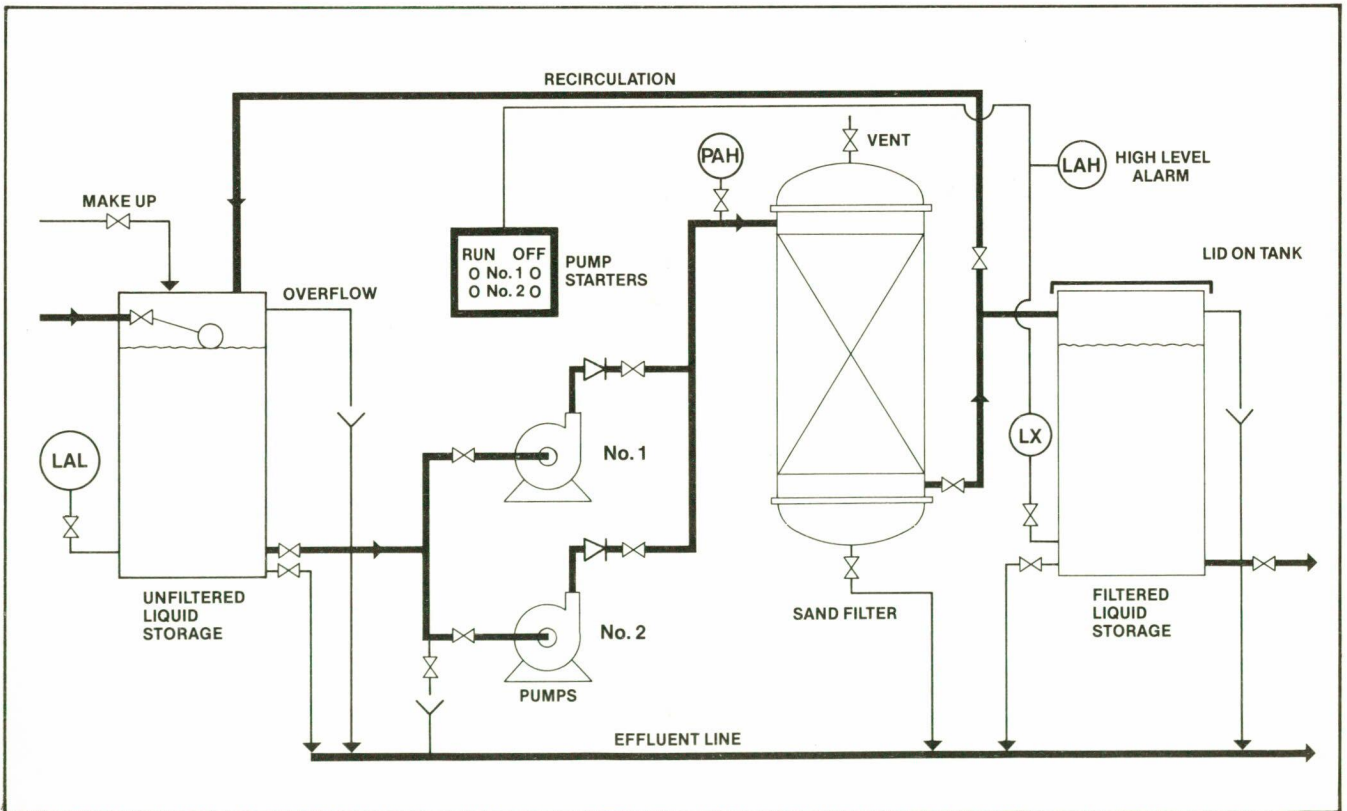 RECIRCULATION
PAH
VENT
LAH
HIGH LEVEL
ALARM
MAKE UP
RUN OFF
O No. 1 O
O No. 2 O
PUMP
STARTERS
LID ON TANK
OVERFLOW
LAL
No. 1
LX
UNFILTERED
LIQUID
STORAGE
No. 2
PUMPS
SAND FILTER
FILTERED
LIQUID
STORAGE
EFFLUENT LINE